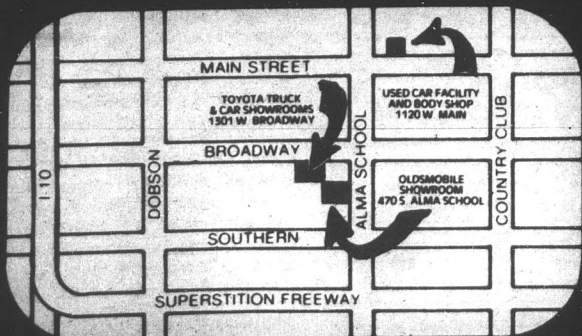 MAIN STREET
TOYOTA TRUCK
& CAR SHOWROOMS
1301 W. BROADWAY
USED CAR FACILITY
AND BODY SHOP
1120 W. MAIN
BROADWAY
I-10
DOBSON
ALMA SCHOOL
COUNTRY CLUB
OLDSMOBILE
SHOWROOM
470 S. ALMA SCHOOL
SOUTHERN
SUPERSTITION FREEWAY